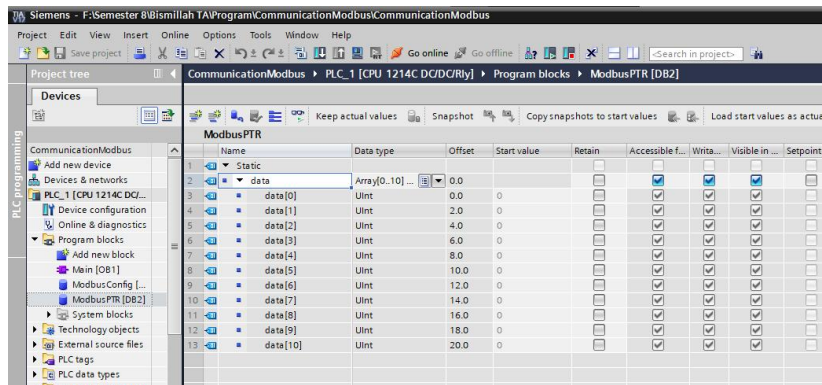 Siemens - F:\Semester 8\Bismillah TA\Program\CommunicationModbus\CommunicationModbus
Project Edit View Insert Online Options Tools Window Help
Save project Go online Go offline <Search in project>
Project tree CommunicationModbus PLC_1 [CPU 1214C DC/DC/Rly] Program blocks ModbusPTR [DB2]
Devices
Keep actual values Snapshot Copy snapshots to start values Load start values as actua
ModbusPTR
PLC programming
CommunicationModbus
Add new device
Devices & networks
PLC_1 [CPU 1214C DC/...
Device configuration
Online & diagnostics
Program blocks
Add new block
Main [OB1]
ModbusConfig [...
ModbusPTR [DB2]
System blocks
Technology objects
External source files
PLC tags
PLC data types
Name Data type Offset Start value Retain Accessible f... Writa... Visible in ... Setpoint
1 Static
2 data Array[0..10] ... 0.0
3 data[0] UInt 0.0 0
4 data[1] UInt 2.0 0
5 data[2] UInt 4.0 0
6 data[3] UInt 6.0 0
7 data[4] UInt 8.0 0
8 data[5] UInt 10.0 0
9 data[6] UInt 12.0 0
10 data[7] UInt 14.0 0
11 data[8] UInt 16.0 0
12 data[9] UInt 18.0 0
13 data[10] UInt 20.0 0